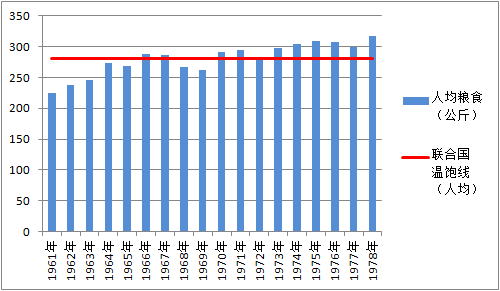 350
300
250
200
150
100
50
0
1961年
1962年
1963年
1964年
1965年
1966年
1967年
1968年
1969年
1970年
1971年
1972年
1973年
1974年
1975年
1976年
1977年
1978年
人均粮食
（公斤）
联合国
温饱线
（人均）